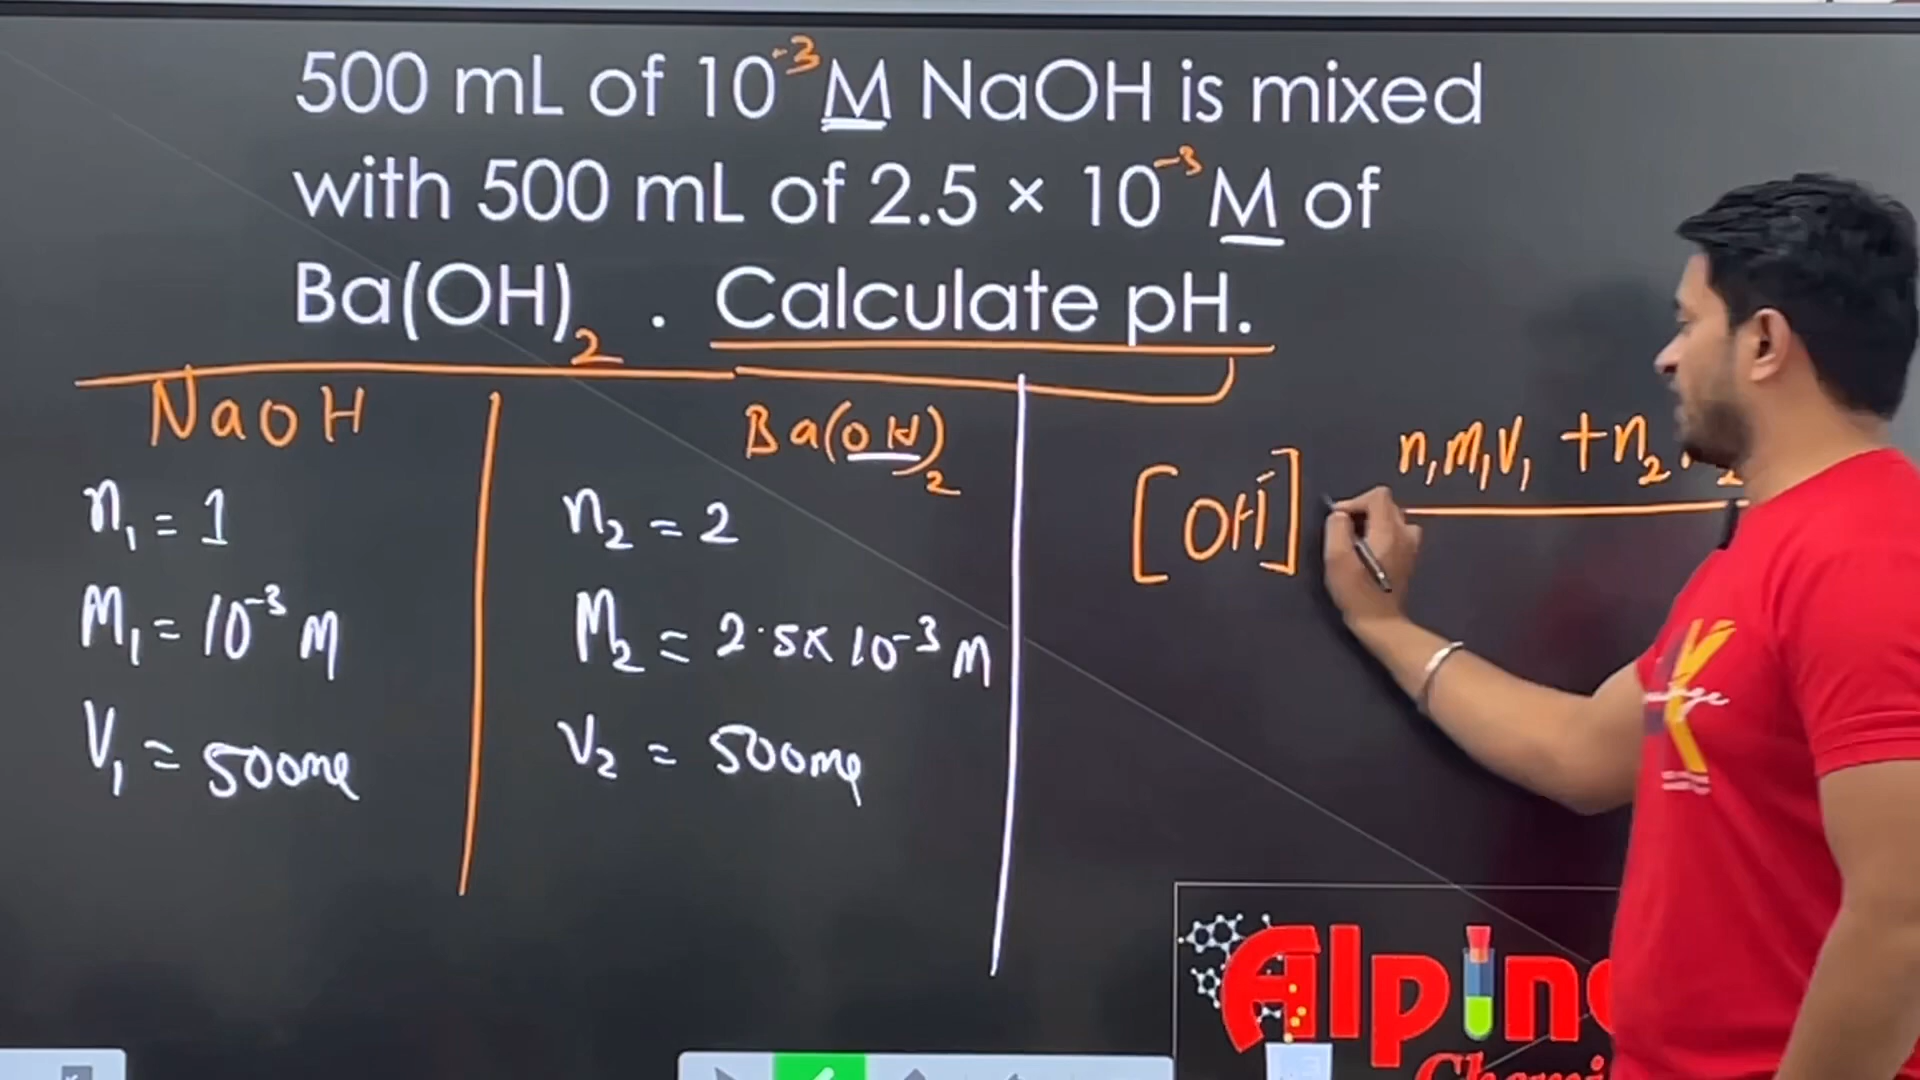 500 mL of 10⁻³ M NaOH is mixed
with 500 mL of 2.5 × 10⁻³ M of
Ba(OH)₂ . Calculate pH.
NaOH
Ba(OH)₂
n₁ = 1
n₂ = 2
M₁ = 10⁻³ M
M₂ = 2.5 × 10⁻³ M
V₁ = 500ml
V₂ = 500ml
[OH⁻]
n₁M₁V₁ + n₂
Alpin
Chemi